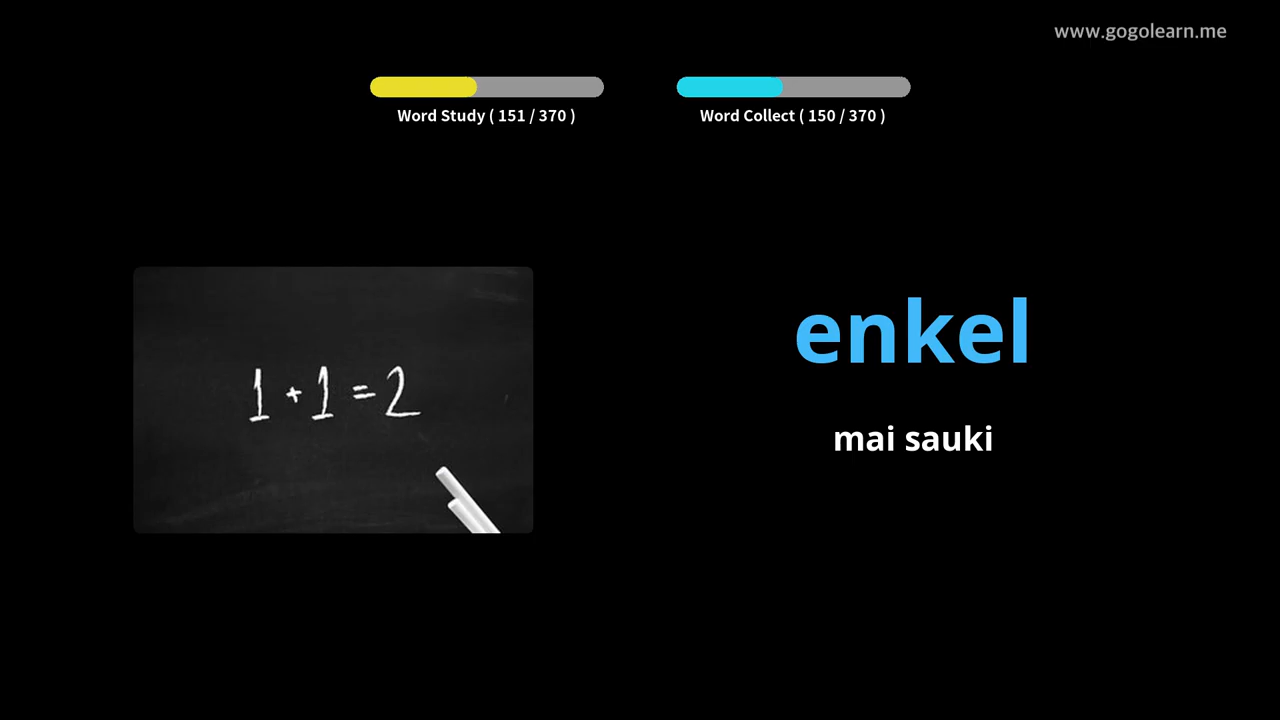 www.gogolearn.me
Word Study ( 151 / 370 )
Word Collect ( 150 / 370 )
1 + 1 = 2
enkel
mai sauki